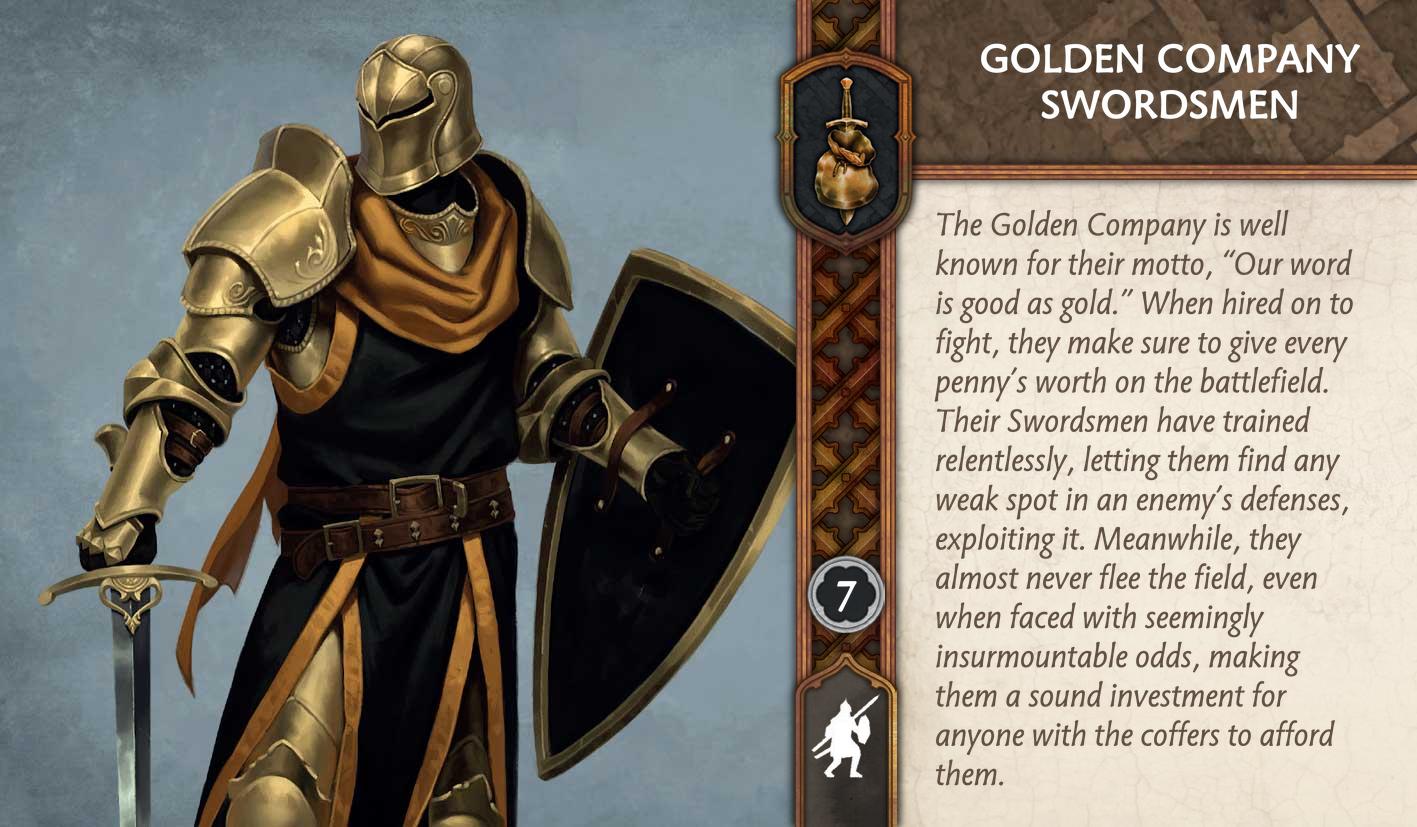 GOLDEN COMPANY
SWORDSMEN
The Golden Company is well
known for their motto, “Our word
is good as gold.” When hired on to
fight, they make sure to give every
penny’s worth on the battlefield.
Their Swordsmen have trained
relentlessly, letting them find any
weak spot in an enemy’s defenses,
exploiting it. Meanwhile, they
almost never flee the field, even
when faced with seemingly
insurmountable odds, making
them a sound investment for
anyone with the coffers to afford
them.
7